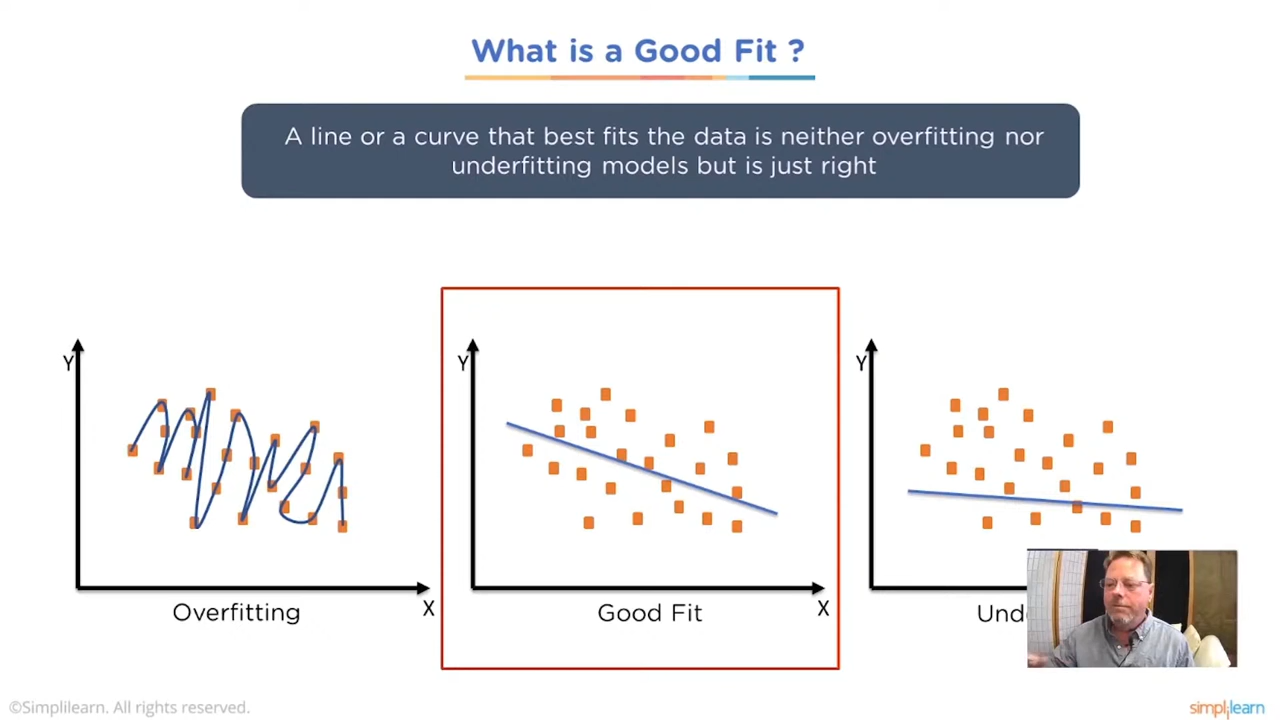 What is a Good Fit ?
A line or a curve that best fits the data is neither overfitting nor
underfitting models but is just right
Y
Y
Y
X
X
Overfitting
Good Fit
©Simplilearn. All rights reserved.
simplilearn